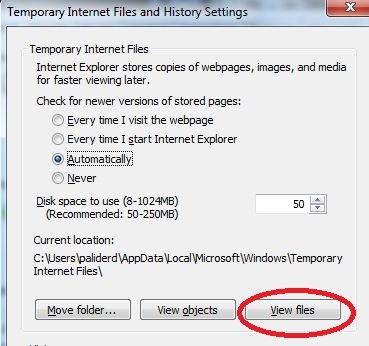 Temporary Internet Files and History Settings
Temporary Internet Files
Internet Explorer stores copies of webpages, images, and media
for faster viewing later.
Check for newer versions of stored pages:
Every time I visit the webpage
Every time I start Internet Explorer
Automatically
Never
Disk space to use (8-1024MB)
(Recommended: 50-250MB)
50
Current location:
C:\Users\paliderd\AppData\Local\Microsoft\Windows\Temporary
Internet Files\
Move folder... View objects View files